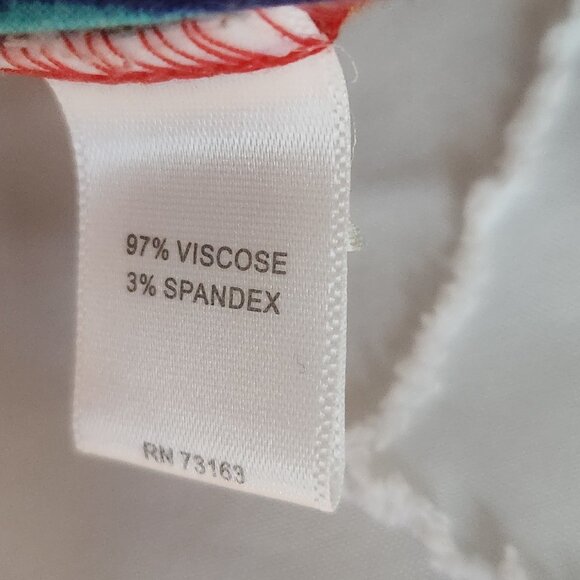 97% VISCOSE
3% SPANDEX
RN 73163